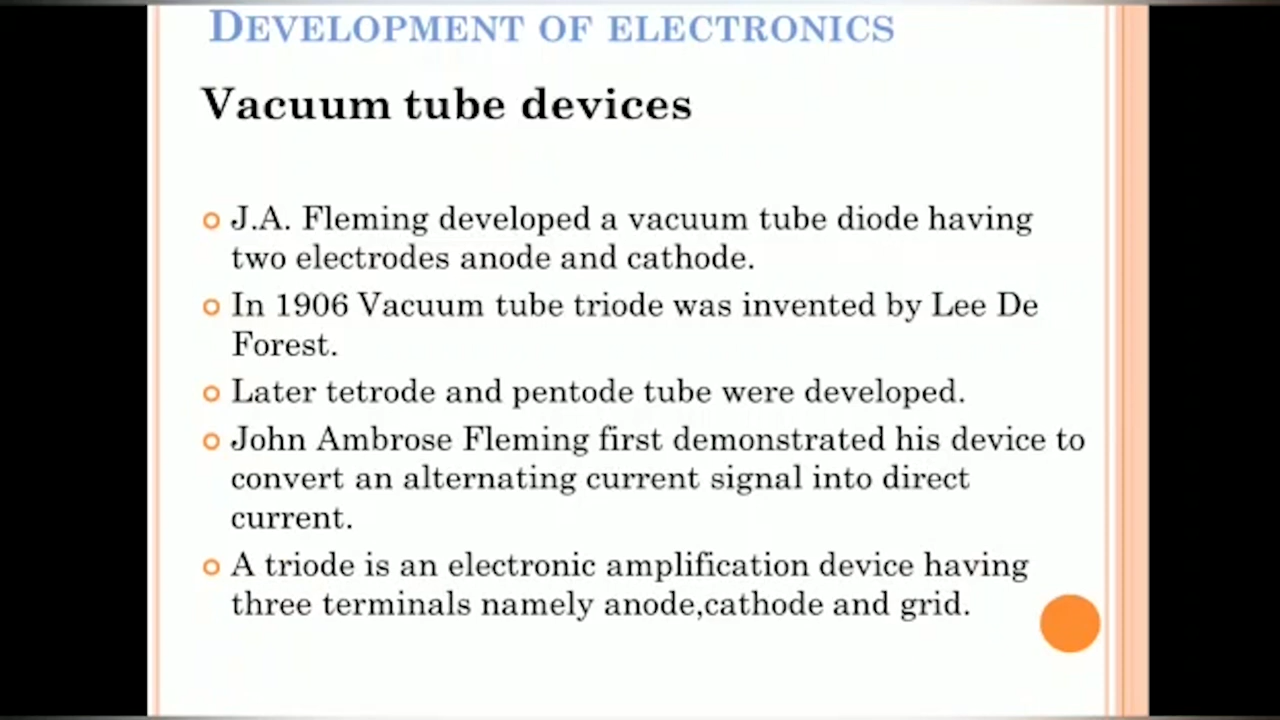 DEVELOPMENT OF ELECTRONICS
Vacuum tube devices
J.A. Fleming developed a vacuum tube diode having
two electrodes anode and cathode.
In 1906 Vacuum tube triode was invented by Lee De
Forest.
Later tetrode and pentode tube were developed.
John Ambrose Fleming first demonstrated his device to
convert an alternating current signal into direct
current.
A triode is an electronic amplification device having
three terminals namely anode,cathode and grid.